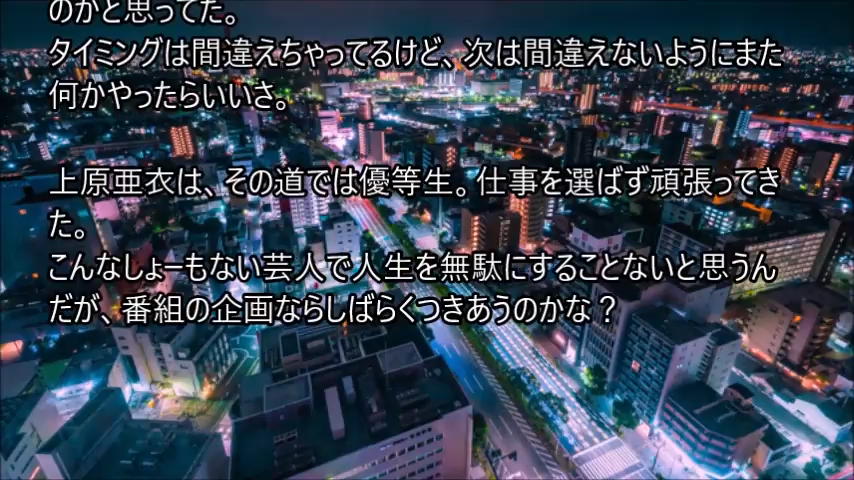 のかと思ってた。
タイミングは間違えちゃってるけど、次は間違えないようにまた
何かやったらいいさ。
上原亜衣は、その道では優等生。仕事を選ばず頑張ってき
た。
こんなしょーもない芸人で人生を無駄にすることないと思うん
だが、番組の企画ならしばらくつきあうのかな？